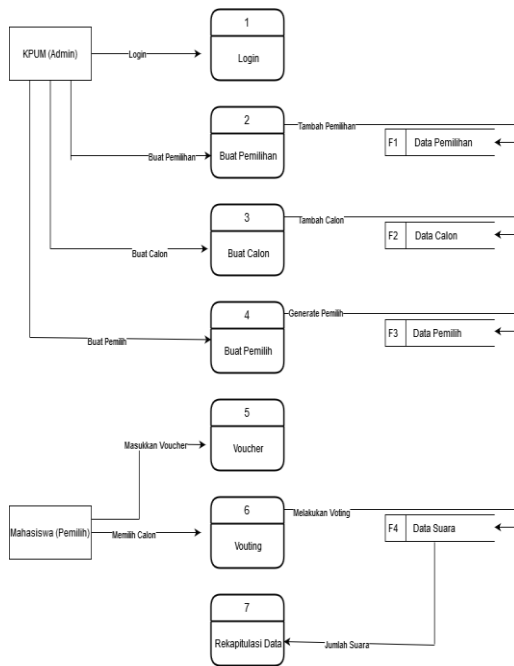 1
KPUM (Admin)
Login
Login
2
Tambah Pemilihan
Buat Pemilihan
Buat Pemilihan
F1
Data Pemilihan
3
Tambah Calon
Buat Calon
Buat Calon
F2
Data Calon
4
Generate Pemilih
Buat Pemilih
Buat Pemilih
F3
Data Pemilih
5
Masukkan Voucher
Voucher
6
Melakukan Voting
Mahasiswa (Pemilih)
Memilih Calon
Vouting
F4
Data Suara
7
Rekapitulasi Data
Jumlah Suara